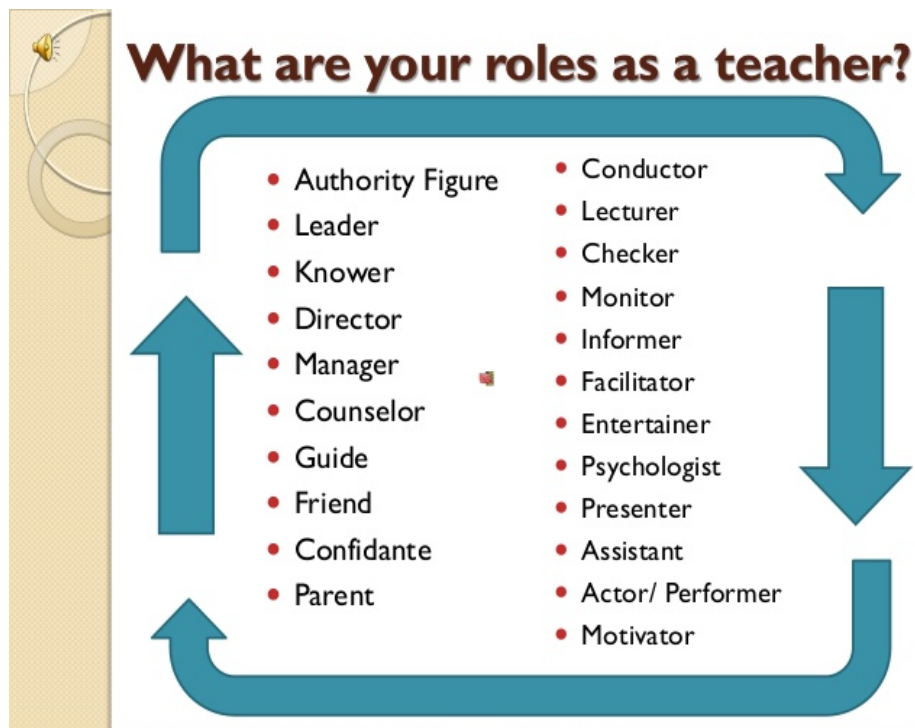 What are your roles as a teacher?
• Authority Figure
• Leader
• Knower
• Director
• Manager
• Counselor
• Guide
• Friend
• Confidante
• Parent
• Conductor
• Lecturer
• Checker
• Monitor
• Informer
• Facilitator
• Entertainer
• Psychologist
• Presenter
• Assistant
• Actor/ Performer
• Motivator